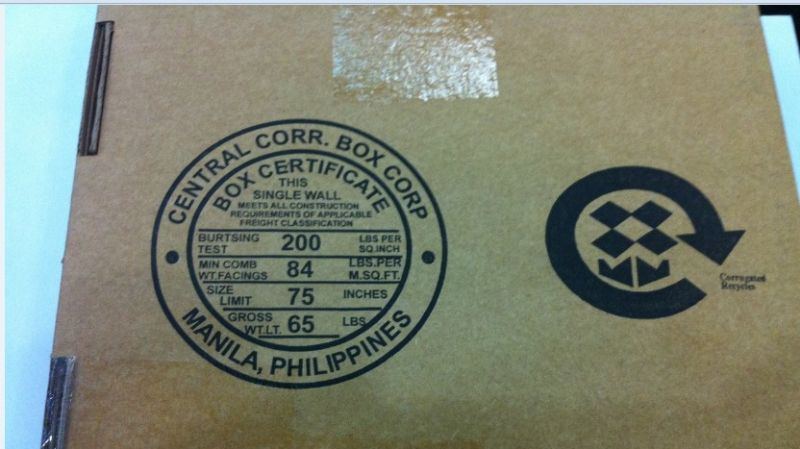 CENTRAL CORR. BOX CORP
BOX CERTIFICATE
THIS
SINGLE WALL
MEETS ALL CONSTRUCTION
REQUIREMENTS OF APPLICABLE
FREIGHT CLASSIFICATION
BURTSING TEST 200 LBS PER SQ.INCH
MIN COMB WT.FACINGS 84 LBS.PER M.SQ.FT.
SIZE LIMIT 75 INCHES
GROSS WT.LT. 65 LBS
MANILA, PHILIPPINES
Corrugated
Recycles